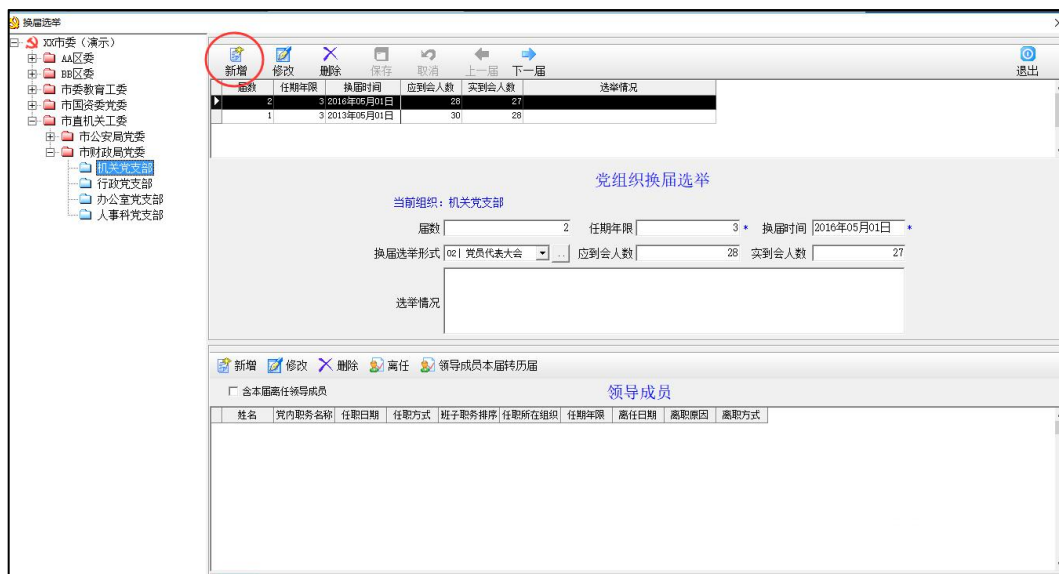 换届选举
XX市委（演示）
AA区委
BB区委
市委教育工委
市国资委党委
市直机关工委
市公安局党委
市财政局党委
机关党支部
行政党支部
办公室党支部
人事科党支部
新增 修改 删除 保存 取消 上一届 下一届 退出
届数 任期年限 换届时间 应到会人数 实到会人数 选举情况
2 3 2016年05月01日 28 27
1 3 2013年05月01日 30 28
党组织换届选举
当前组织：机关党支部
届数 2 任期年限 3 * 换届时间 2016年05月01日 *
换届选举形式 02| 党员代表大会 .. 应到会人数 28 实到会人数 27
选举情况
新增 修改 删除 离任 领导成员本届转历届
含本届离任领导成员 领导成员
姓名 党内职务名称 任职日期 任职方式 班子职务排序 任职所在组织 任期年限 离任日期 离职原因 离职方式